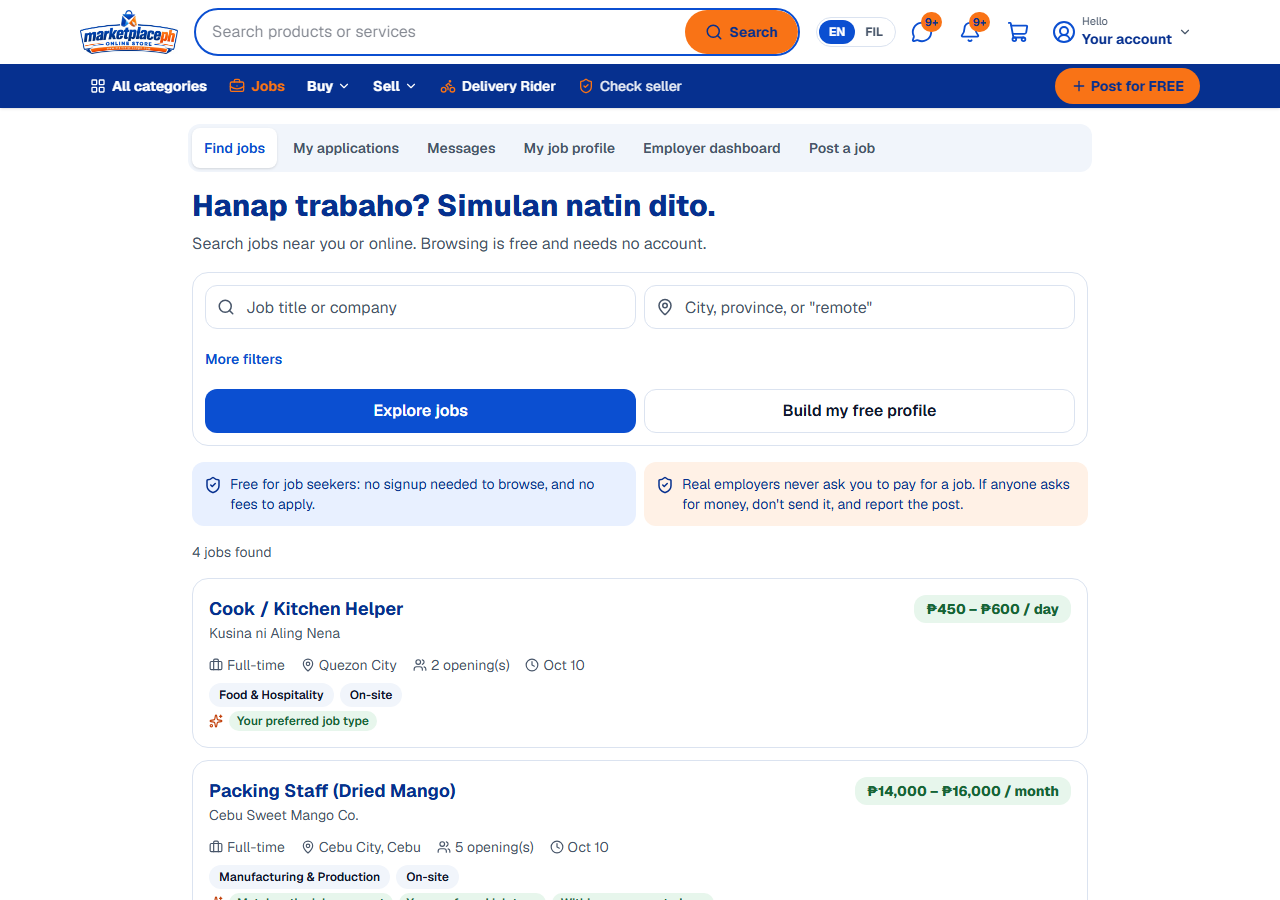 marketplaceph
ONLINE STORE
Search products or services
Search
EN FIL
9+
9+
Hello
Your account
All categories
Jobs
Buy
Sell
Delivery Rider
Check seller
+ Post for FREE
Find jobs
My applications
Messages
My job profile
Employer dashboard
Post a job
Hanap trabaho? Simulan natin dito.
Search jobs near you or online. Browsing is free and needs no account.
Job title or company
City, province, or "remote"
More filters
Explore jobs
Build my free profile
Free for job seekers: no signup needed to browse, and no
fees to apply.
Real employers never ask you to pay for a job. If anyone asks
for money, don't send it, and report the post.
4 jobs found
Cook / Kitchen Helper
₱450 – ₱600 / day
Kusina ni Aling Nena
Full-time Quezon City 2 opening(s) Oct 10
Food & Hospitality On-site
Your preferred job type
Packing Staff (Dried Mango)
₱14,000 – ₱16,000 / month
Cebu Sweet Mango Co.
Full-time Cebu City, Cebu 5 opening(s) Oct 10
Manufacturing & Production On-site